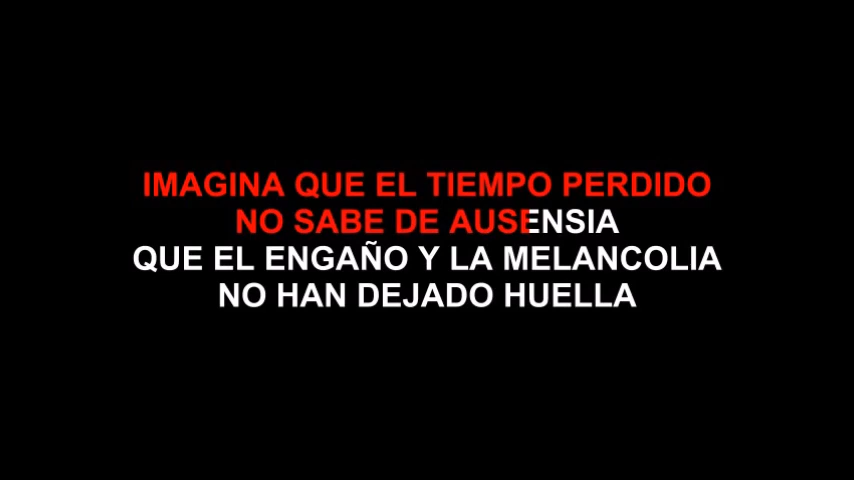 IMAGINA QUE EL TIEMPO PERDIDO
NO SABE DE AUSENSIA
QUE EL ENGAÑO Y LA MELANCOLIA
NO HAN DEJADO HUELLA